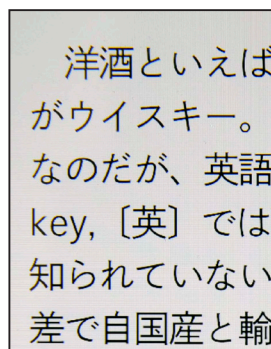 洋酒といえば
がウイスキー。
なのだが、英語
key,〔英〕では
知られていない
差で自国産と輸